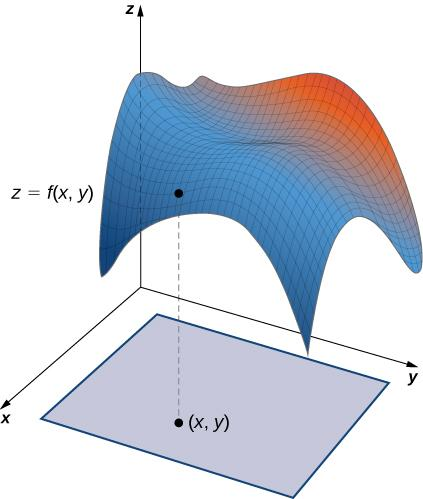 z
z = f(x, y)
y
x
(x, y)